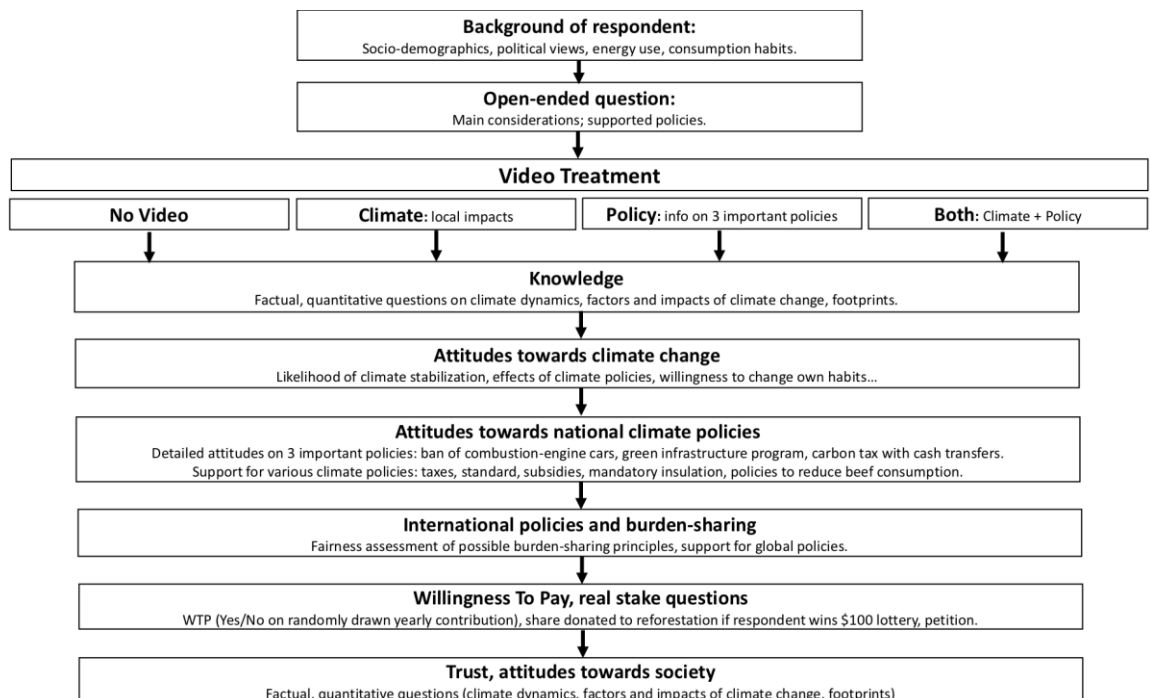 Background of respondent:
Socio-demographics, political views, energy use, consumption habits.
Open-ended question:
Main considerations; supported policies.
Video Treatment
No Video
Climate: local impacts
Policy: info on 3 important policies
Both: Climate + Policy
Knowledge
Factual, quantitative questions on climate dynamics, factors and impacts of climate change, footprints.
Attitudes towards climate change
Likelihood of climate stabilization, effects of climate policies, willingness to change own habits…
Attitudes towards national climate policies
Detailed attitudes on 3 important policies: ban of combustion-engine cars, green infrastructure program, carbon tax with cash transfers.
Support for various climate policies: taxes, standard, subsidies, mandatory insulation, policies to reduce beef consumption.
International policies and burden-sharing
Fairness assessment of possible burden-sharing principles, support for global policies.
Willingness To Pay, real stake questions
WTP (Yes/No on randomly drawn yearly contribution), share donated to reforestation if respondent wins $100 lottery, petition.
Trust, attitudes towards society
Factual, quantitative questions (climate dynamics, factors and impacts of climate change, footprints)